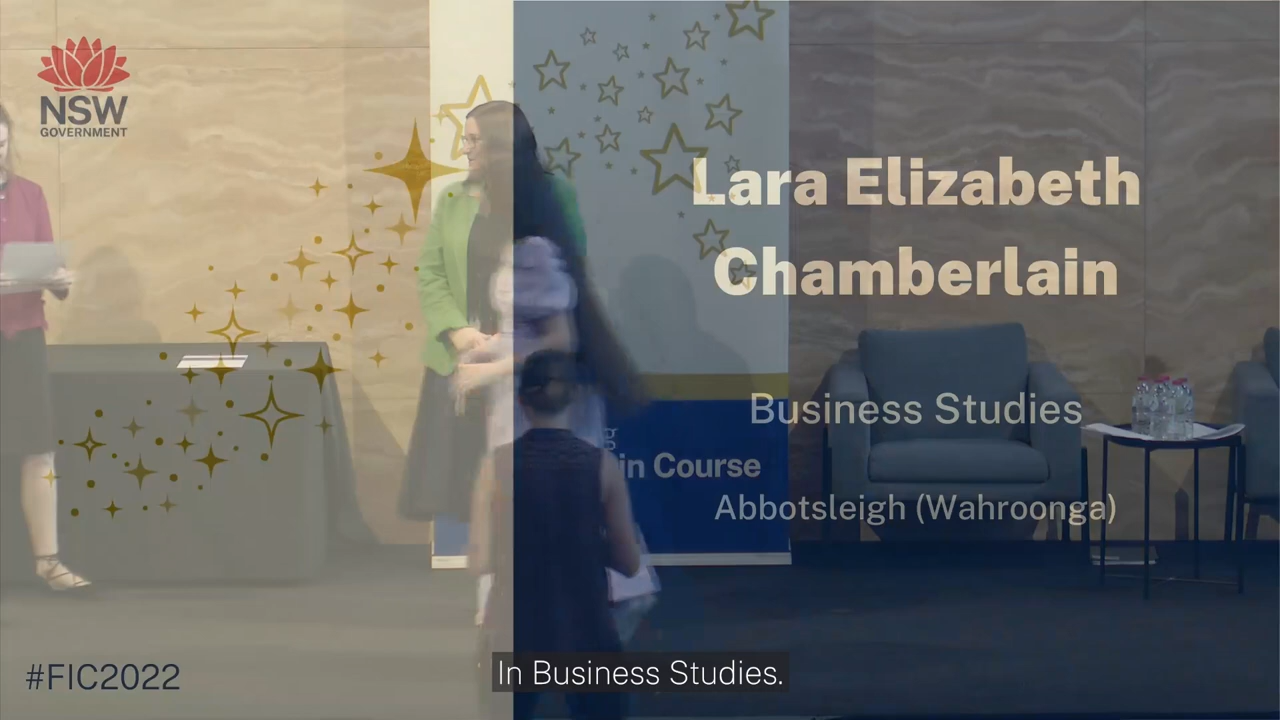 NSW
GOVERNMENT
Lara Elizabeth
Chamberlain
Business Studies
g
in Course
Abbotsleigh (Wahroonga)
#FIC2022
In Business Studies.